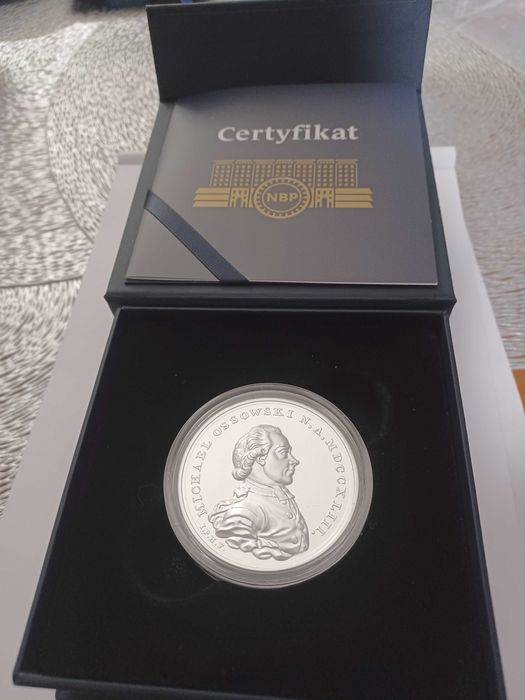 Certyfikat
NBP
MICHAEL OSSOWSKI N. A. MDCCXLIII.